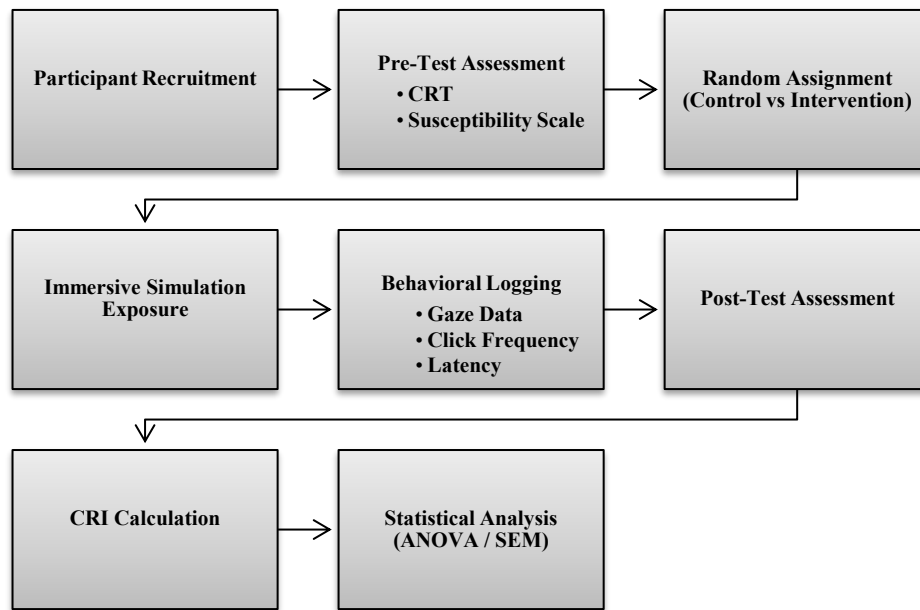 Participant Recruitment
Pre-Test Assessment
• CRT
• Susceptibility Scale
Random Assignment
(Control vs Intervention)
Immersive Simulation
Exposure
Behavioral Logging
• Gaze Data
• Click Frequency
• Latency
Post-Test Assessment
CRI Calculation
Statistical Analysis
(ANOVA / SEM)